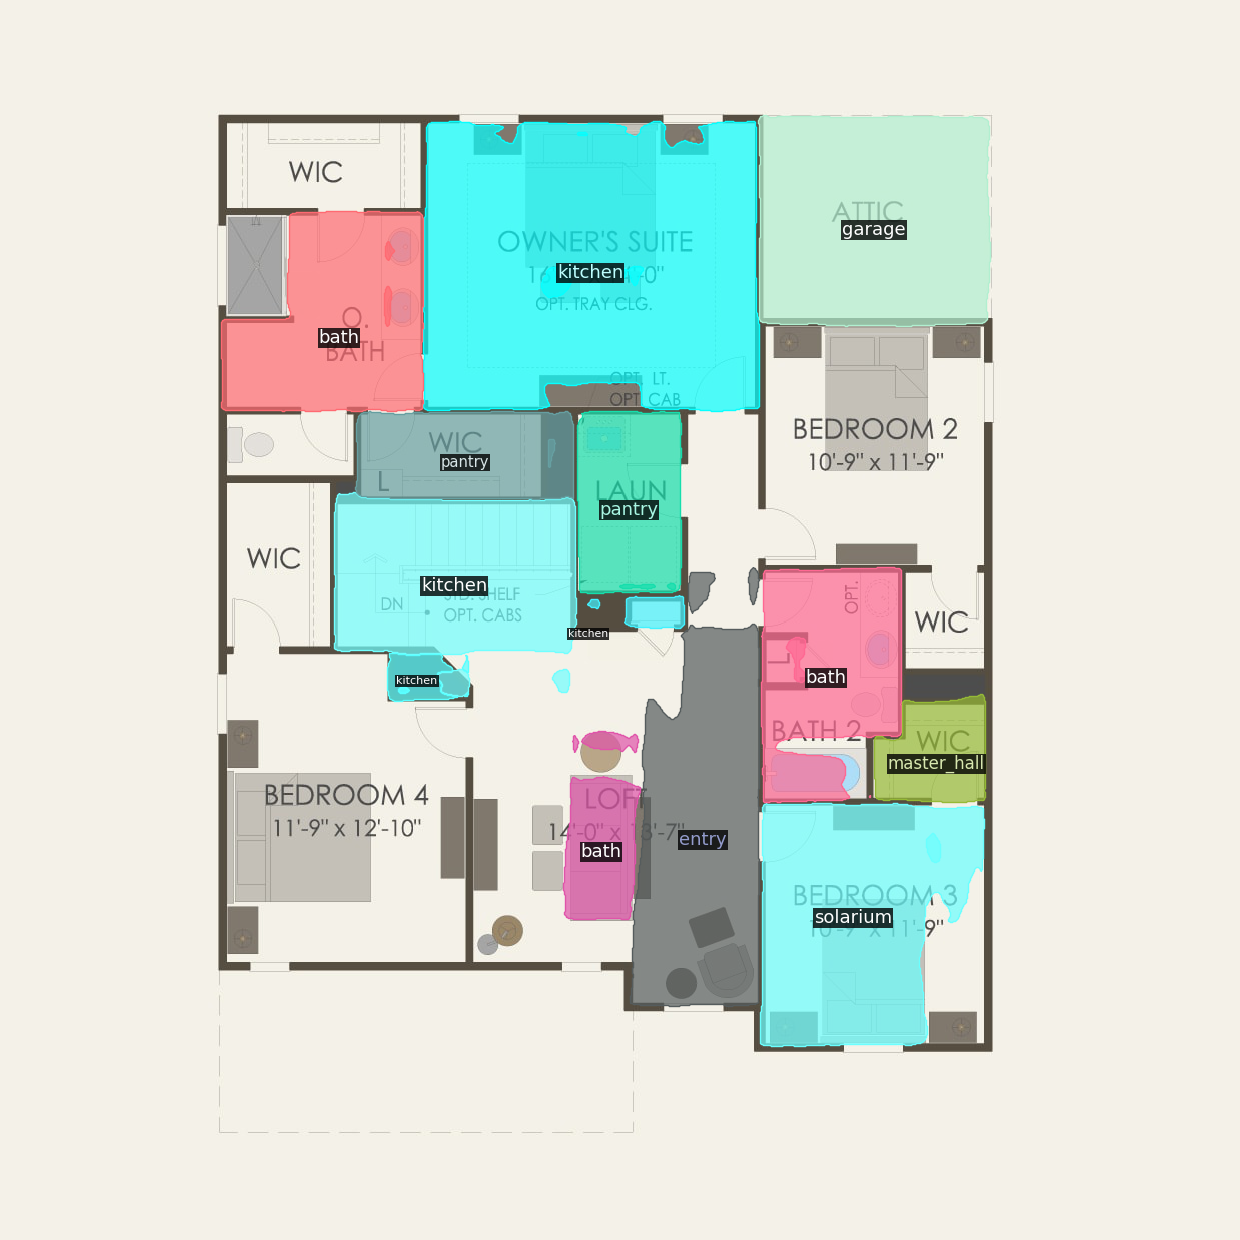 WIC
ATTIC
garage
OWNER'S SUITE
kitchen
OPT. TRAY CLG.
O.
bath
BATH
OPT. LT.
OPT. CAB
BEDROOM 2
10'-9" x 11'-9"
WIC
pantry
L
LAUN
pantry
WIC
kitchen
STD. SHELF
DN
OPT. CABS
OPT.
WIC
kitchen
L
kitchen
bath
BATH 2
WIC
master_hall
BEDROOM 4
11'-9" x 12'-10"
LOFT
14'-0" x 13'-7"
entry
bath
BEDROOM 3
solarium
10'-9" x 11'-9"